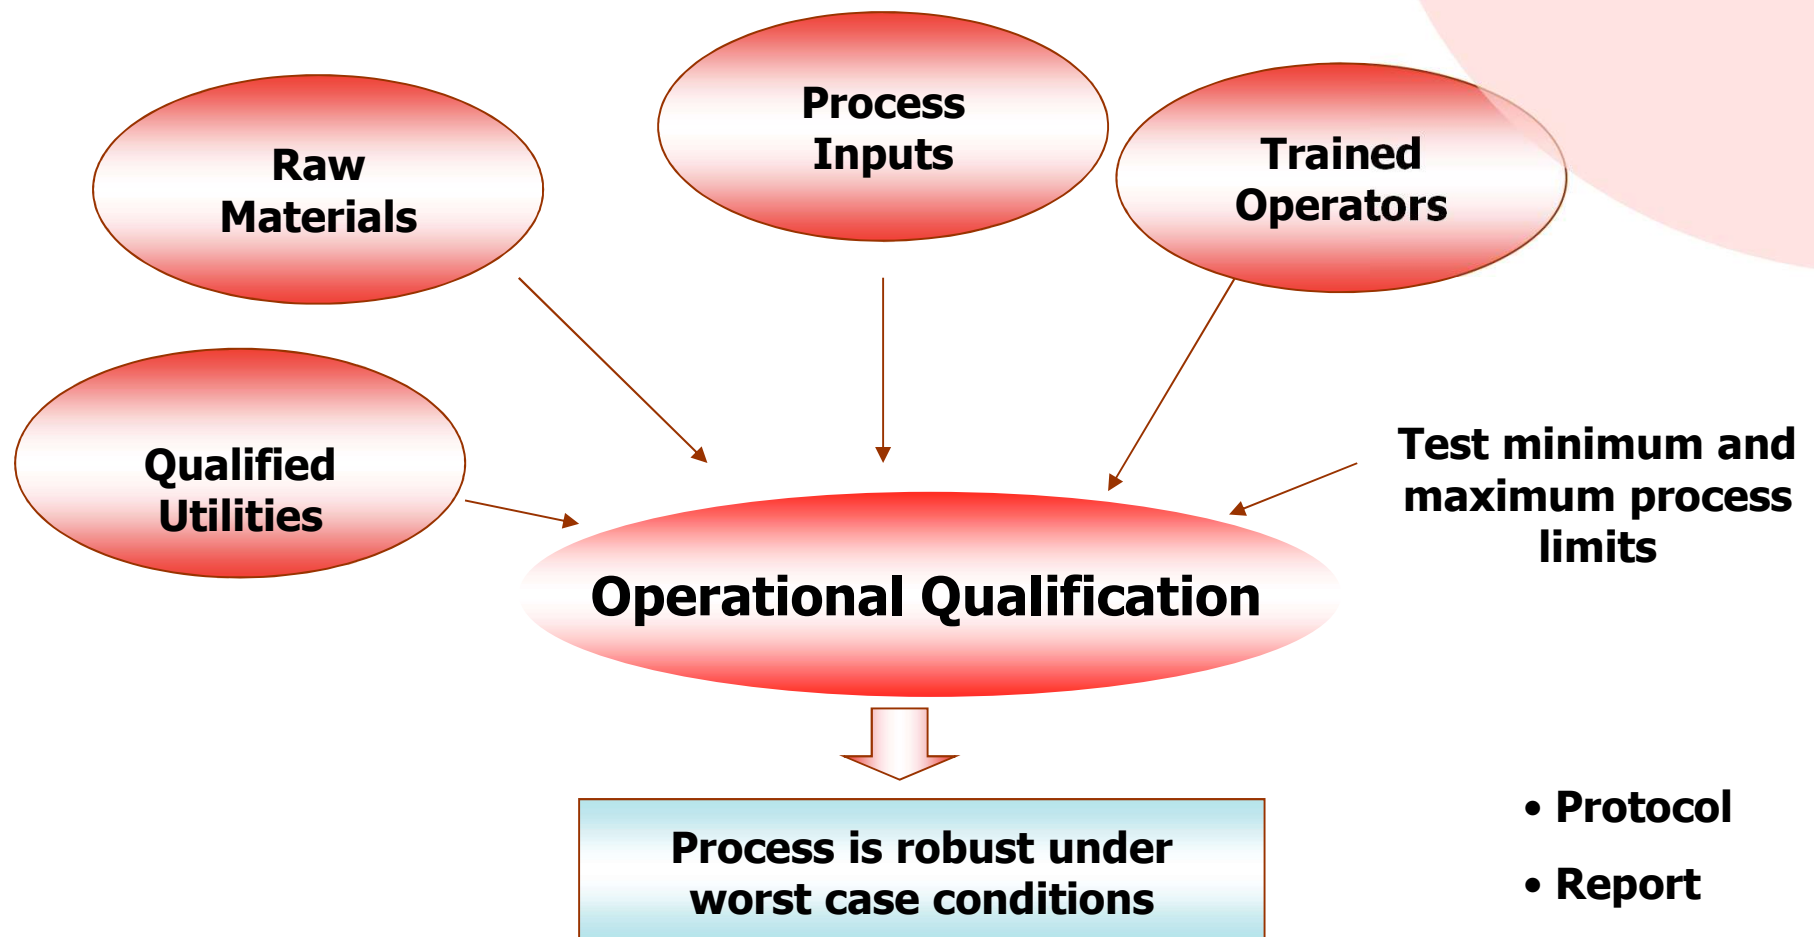 Process
Inputs
Raw
Materials
Trained
Operators
Qualified
Utilities
Test minimum and
maximum process
limits
Operational Qualification
Process is robust under
worst case conditions
• Protocol
• Report